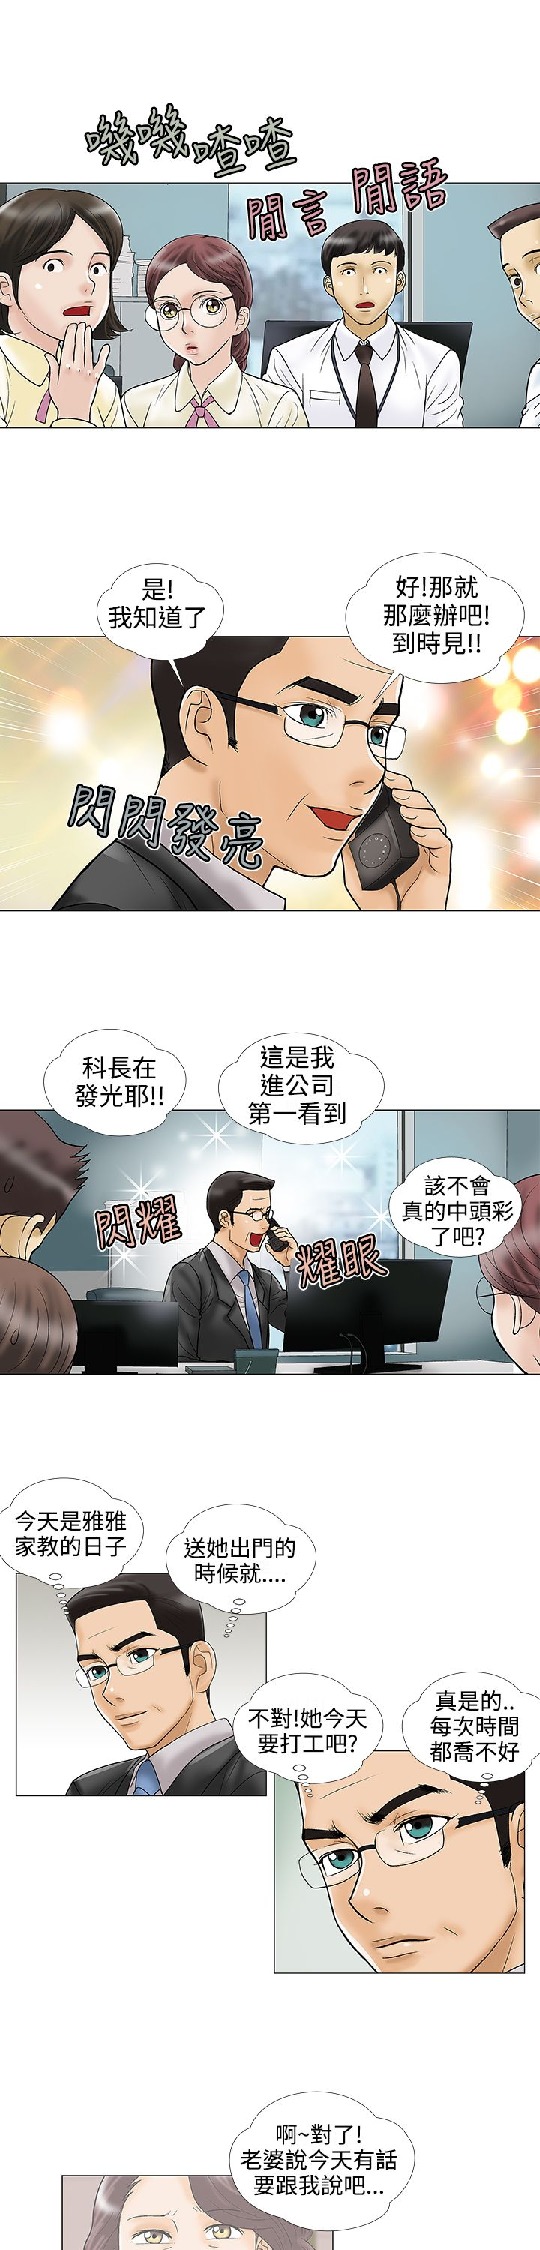 嘰嘰喳喳
閒言閒語
是!
我知道了
好!那就
那麼辦吧!
到時見!!
閃閃發亮
科長在
發光耶!!
這是我
進公司
第一看到
閃耀
耀眼
該不會
真的中頭彩
了吧?
今天是雅雅
家教的日子
送她出門的
時候就....
不對!她今天
要打工吧?
真是的..
每次時間
都喬不好
啊~對了!
老婆說今天有話
要跟我說吧...